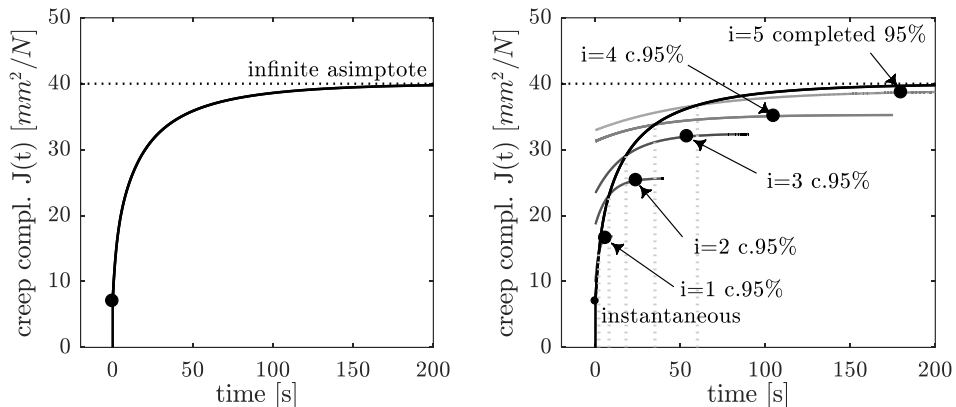 50
40
30
20
10
0
creep compl. J(t) [mm²/N]
infinite asimptote
0 50 100 150 200
time [s]
50
40
30
20
10
0
creep compl. J(t) [mm²/N]
i=5 completed 95%
i=4 c.95%
i=3 c.95%
i=2 c.95%
i=1 c.95%
instantaneous
0 50 100 150 200
time [s]